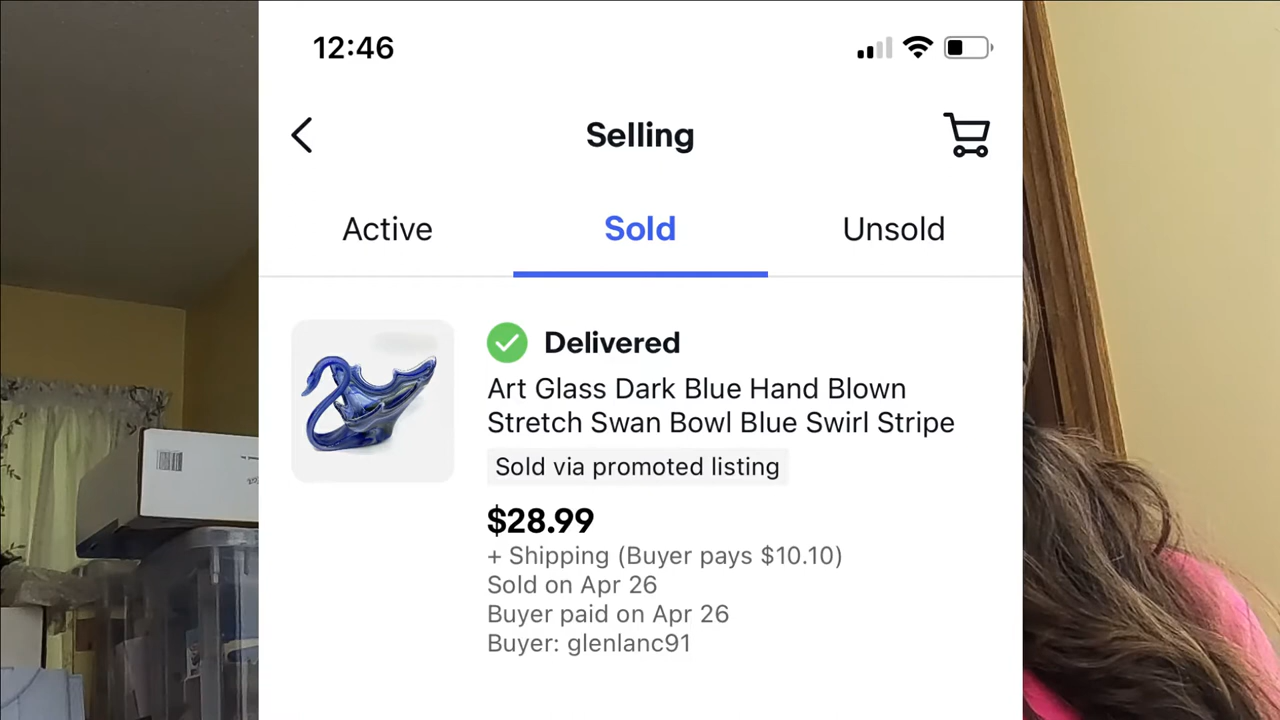 12:46
Selling
Active
Sold
Unsold
Delivered
Art Glass Dark Blue Hand Blown
Stretch Swan Bowl Blue Swirl Stripe
Sold via promoted listing
$28.99
+ Shipping (Buyer pays $10.10)
Sold on Apr 26
Buyer paid on Apr 26
Buyer: glenlanc91